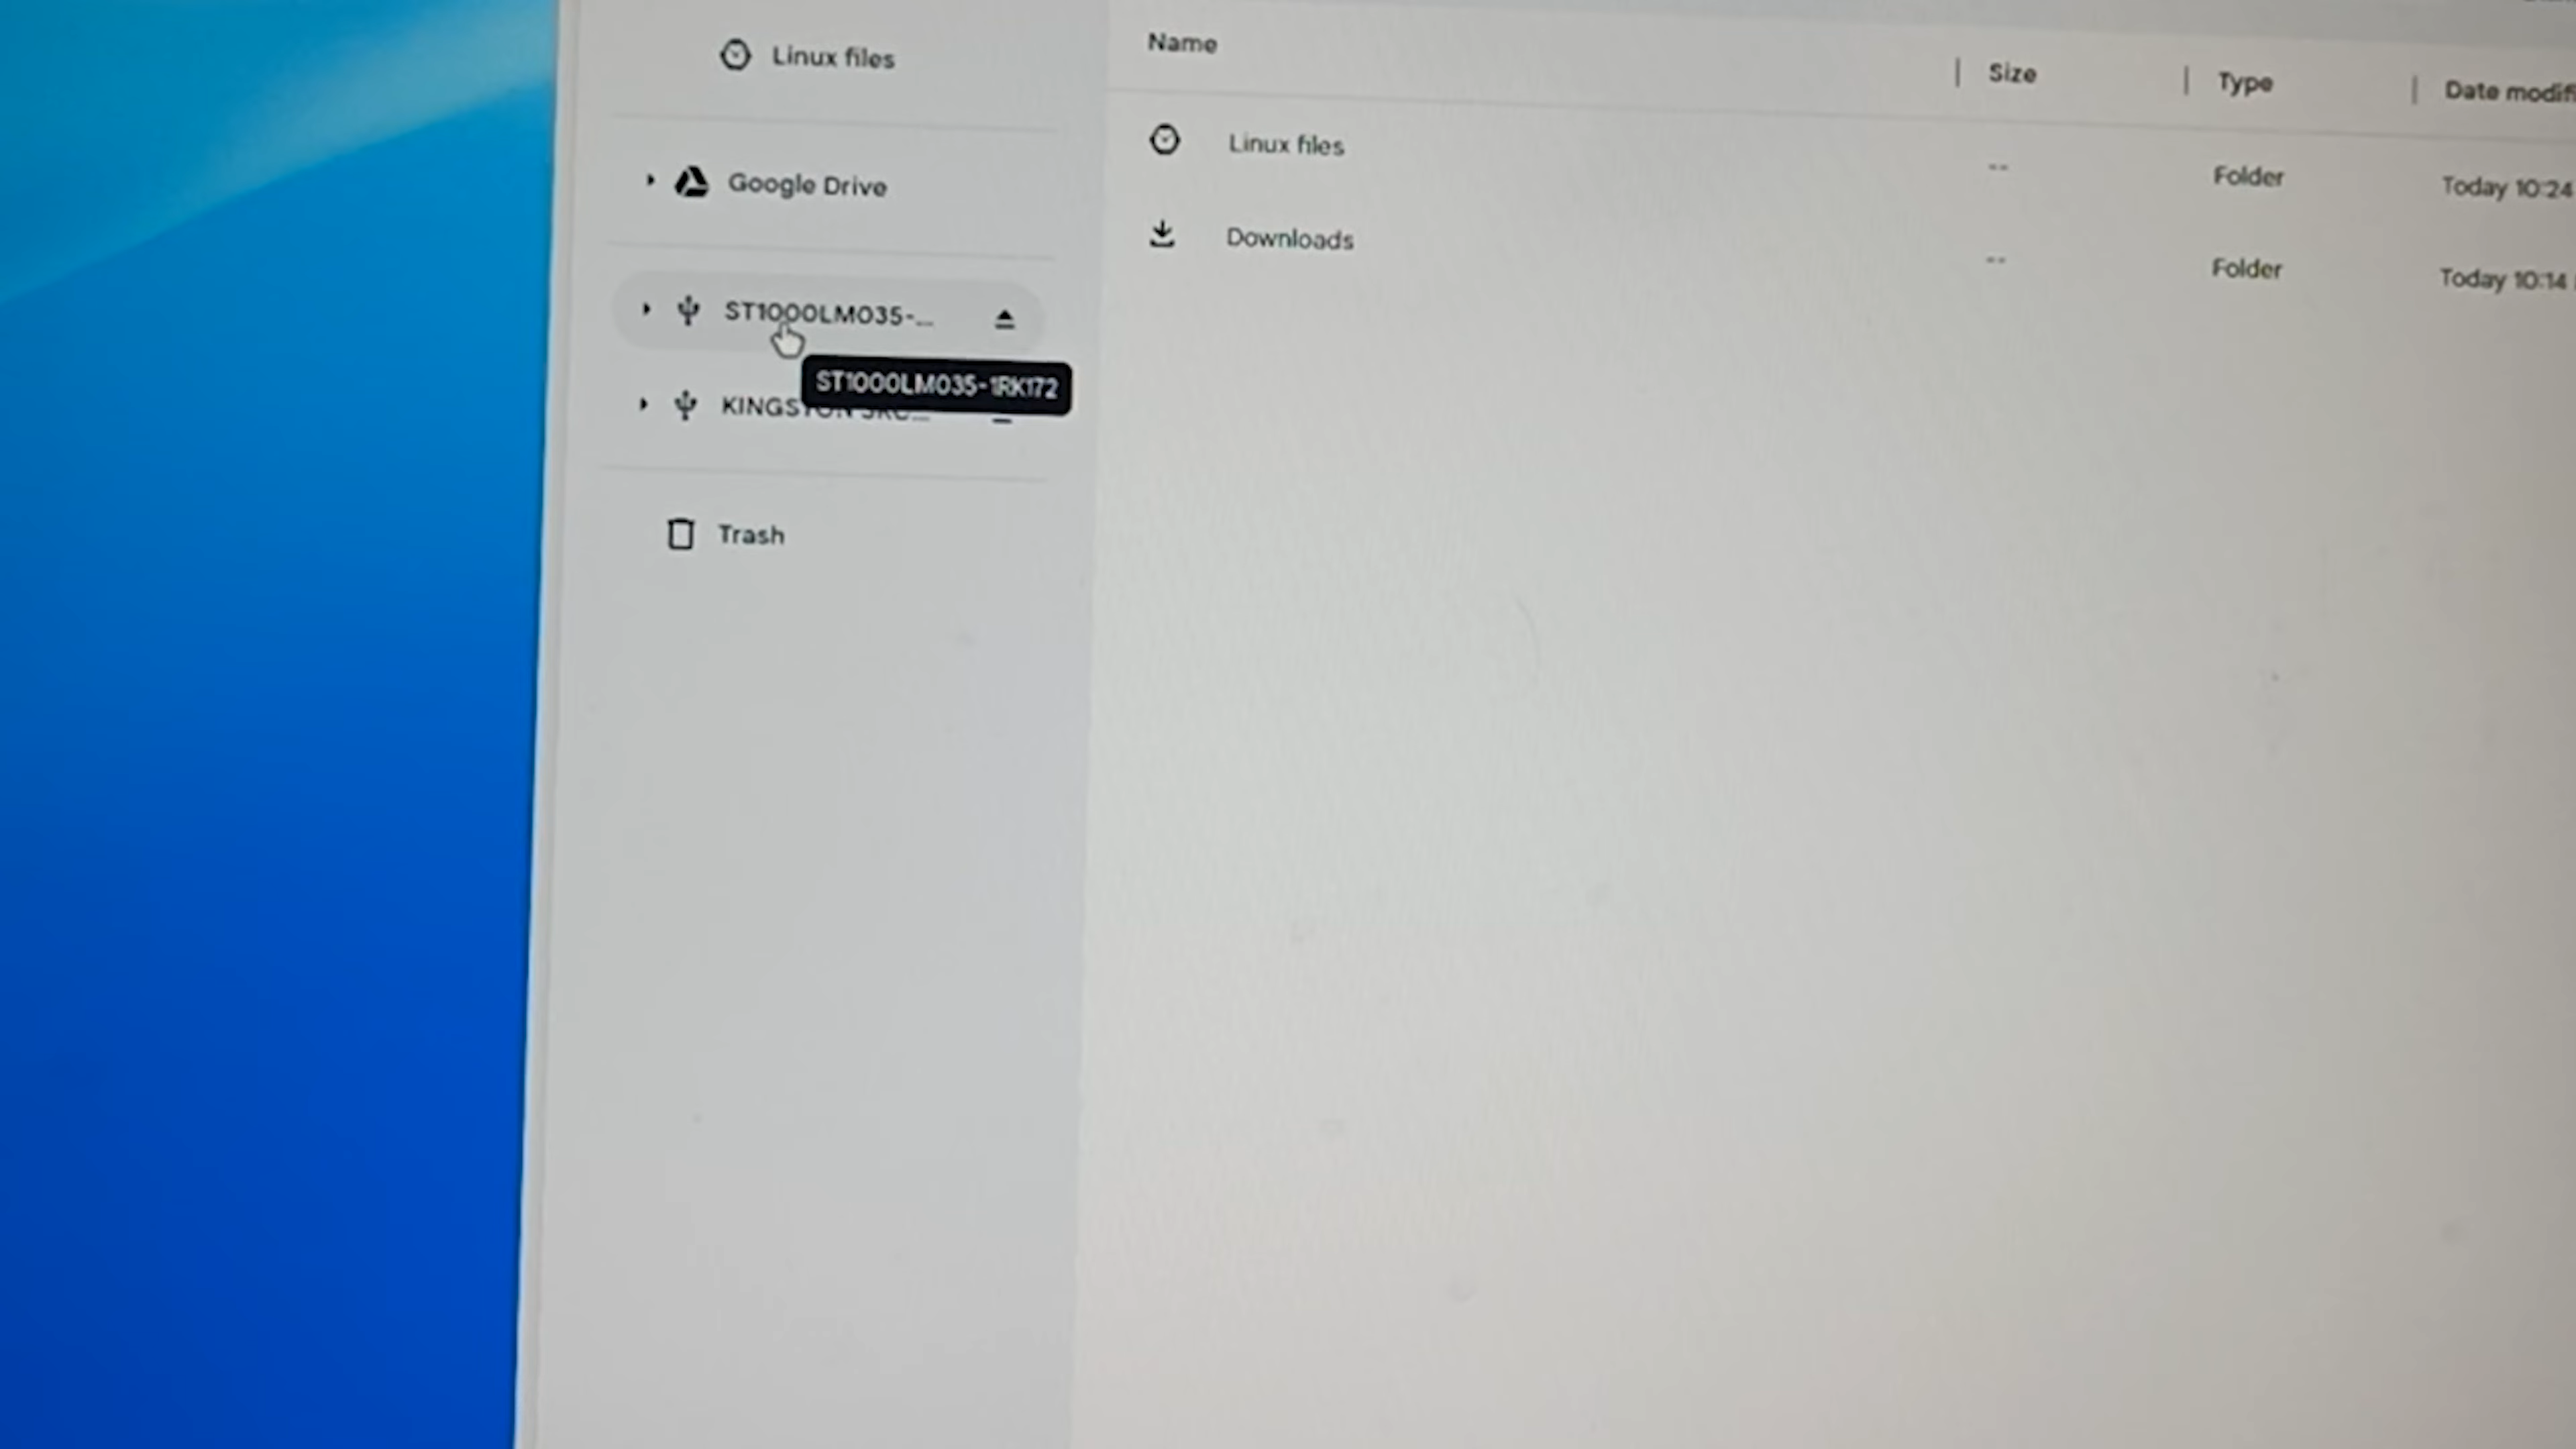 Linux files
Google Drive
ST1000LM035-...
ST1000LM035-1RK172
Trash
Name
Size
Type
Date modifi
Linux files
--
Folder
Today 10:24
Downloads
--
Folder
Today 10:14